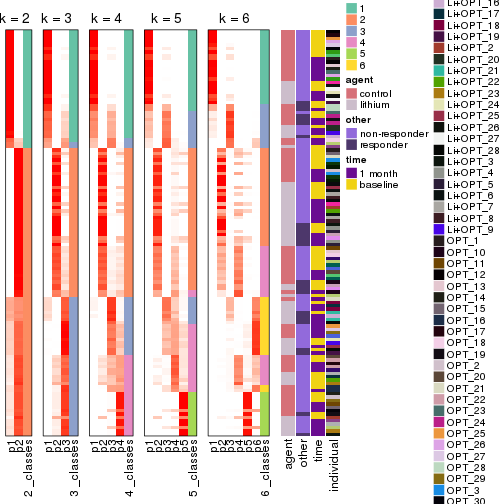 k = 2
k = 3
k = 4
k = 5
k = 6
p1
p2
2_classes
p1
p2
p3
3_classes
p1
p2
p3
p4
4_classes
p1
p2
p3
p4
p5
5_classes
p1
p2
p3
p4
p5
p6
6_classes
agent
other
time
individual
1
2
3
4
5
6
agent
control
lithium
other
non-responder
responder
time
1 month
baseline
Li+OPT_16
Li+OPT_17
Li+OPT_18
Li+OPT_19
Li+OPT_2
Li+OPT_20
Li+OPT_21
Li+OPT_22
Li+OPT_23
Li+OPT_24
Li+OPT_25
Li+OPT_26
Li+OPT_27
Li+OPT_28
Li+OPT_3
Li+OPT_4
Li+OPT_5
Li+OPT_6
Li+OPT_7
Li+OPT_8
Li+OPT_9
OPT_1
OPT_10
OPT_11
OPT_12
OPT_13
OPT_14
OPT_15
OPT_16
OPT_17
OPT_18
OPT_19
OPT_2
OPT_20
OPT_21
OPT_22
OPT_23
OPT_24
OPT_25
OPT_26
OPT_27
OPT_28
OPT_29
OPT_3
OPT_30